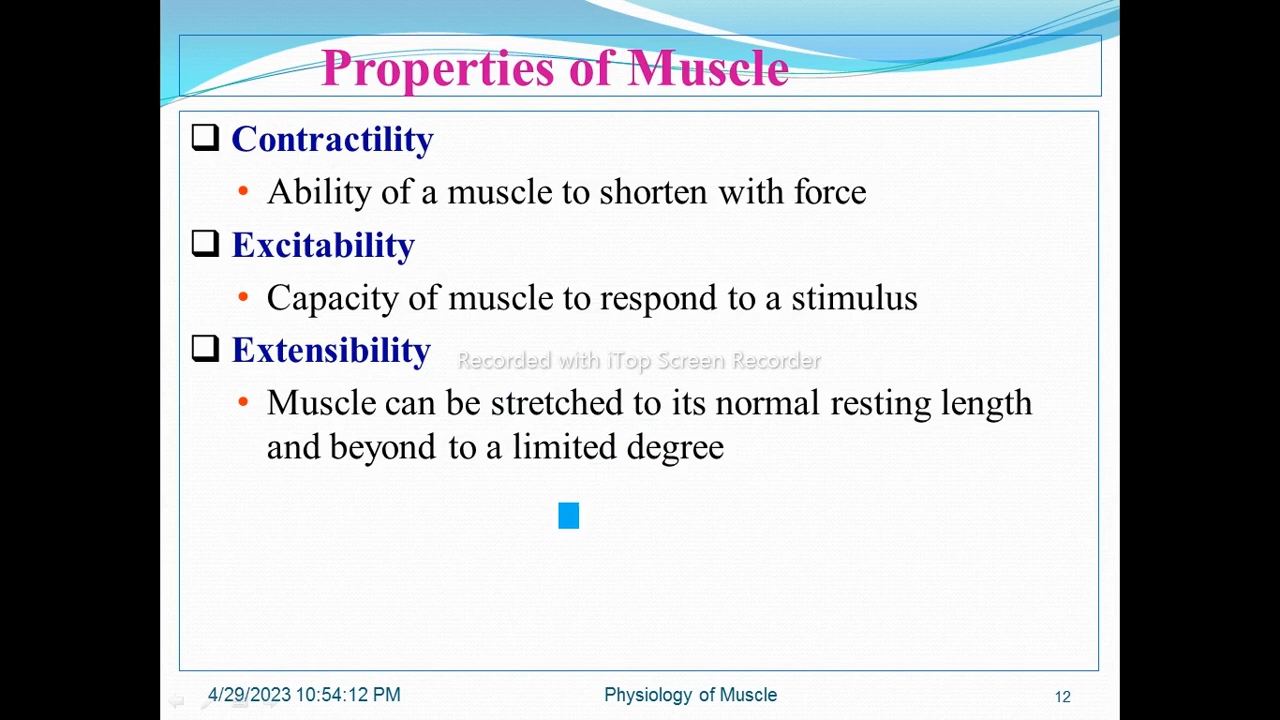 Properties of Muscle
Contractility
• Ability of a muscle to shorten with force
Excitability
• Capacity of muscle to respond to a stimulus
Extensibility
Recorded with iTop Screen Recorder
• Muscle can be stretched to its normal resting length
and beyond to a limited degree
4/29/2023 10:54:12 PM
Physiology of Muscle
12